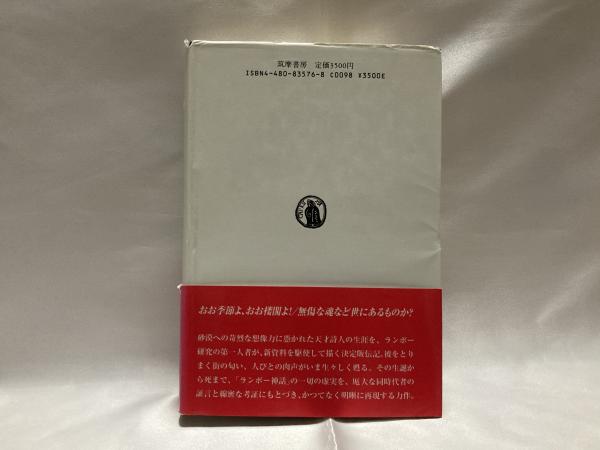 筑摩書房 定価3500円
ISBN4-480-83576-8 C0098 ¥3500E
おお季節よ、おお楼閣よ!/無傷な魂など世にあるものか?
砂漠への苛烈な想像力に憑かれた天才詩人の生涯を、ランボー
研究の第一人者が、新資料を駆使して描く決定版伝記。彼をとり
まく街の匂い、人びとの肉声がいま生々しく甦る。その生誕か
ら死まで、「ランボー神話」の一切の虚実を、厖大な同時代者の
証言と綿密な考証にもとづき、かつてなく明晰に再現する力作。